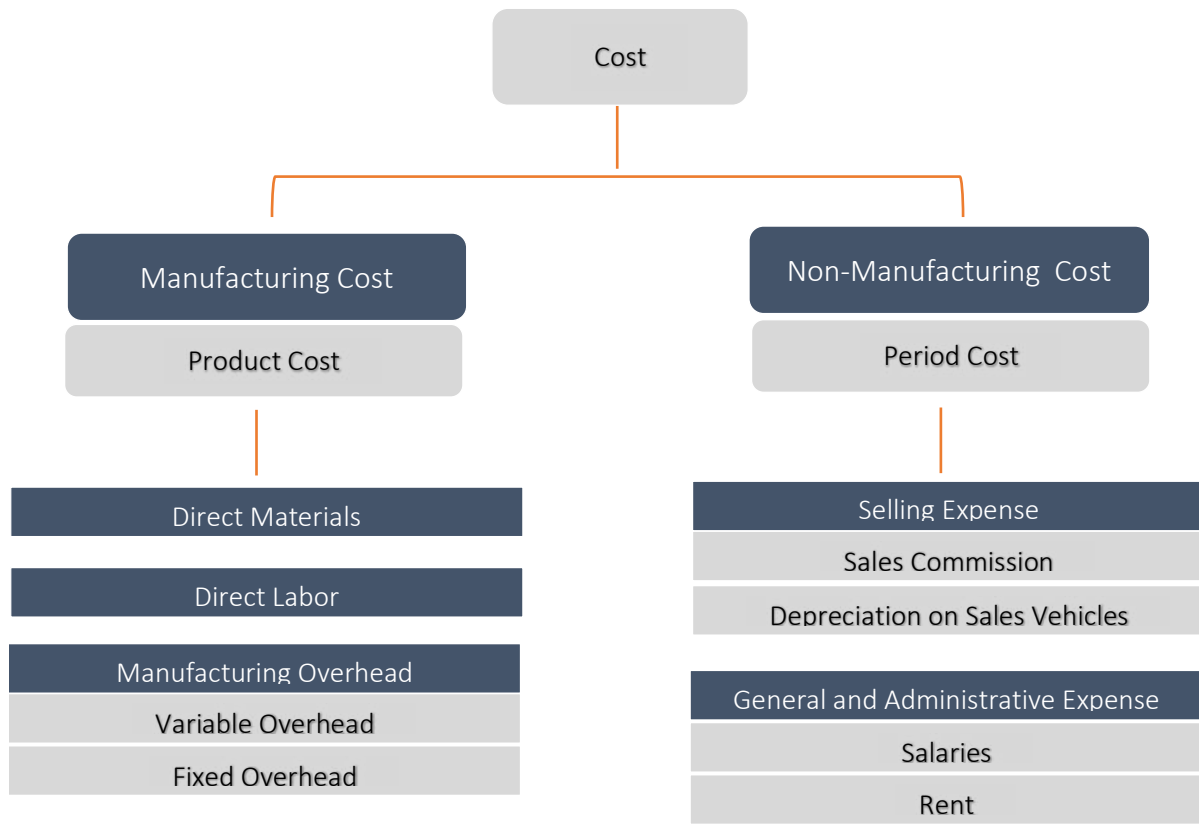 Cost
Manufacturing Cost
Product Cost
Direct Materials
Direct Labor
Manufacturing Overhead
Variable Overhead
Fixed Overhead
Non-Manufacturing Cost
Period Cost
Selling Expense
Sales Commission
Depreciation on Sales Vehicles
General and Administrative Expense
Salaries
Rent